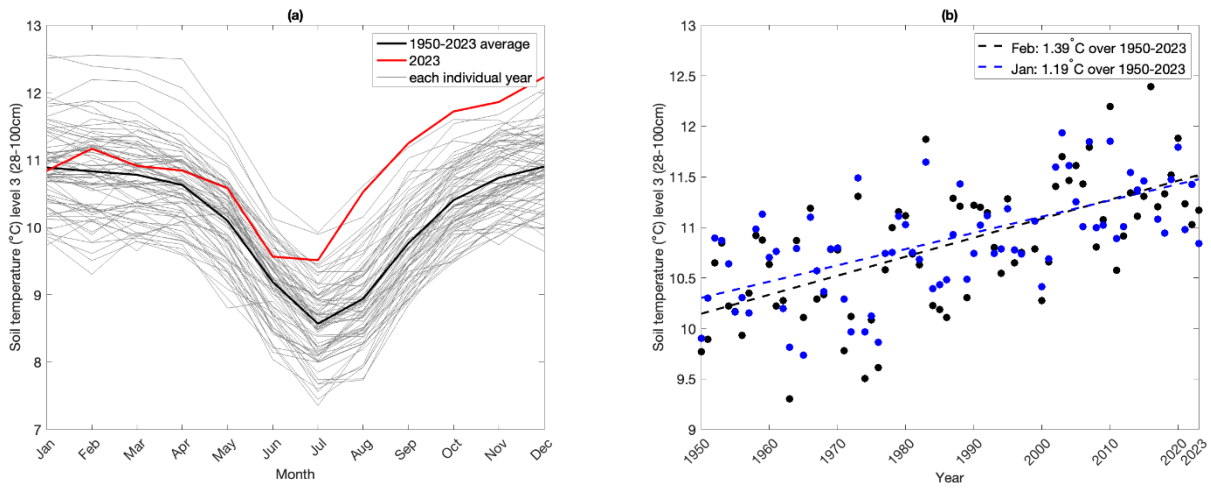 (a)
13
12
11
10
9
8
7
Soil temperature (°C) level 3 (28-100cm)
1950-2023 average
2023
each individual year
Jan
Feb
Mar
Apr
May
Jun
Jul
Aug
Sep
Oct
Nov
Dec
Month
(b)
13
12.5
12
11.5
11
10.5
10
9.5
9
Soil temperature (°C) level 3 (28-100cm)
Feb: 1.39°C over 1950-2023
Jan: 1.19°C over 1950-2023
1950
1960
1970
1980
1990
2000
2010
2020
2023
Year